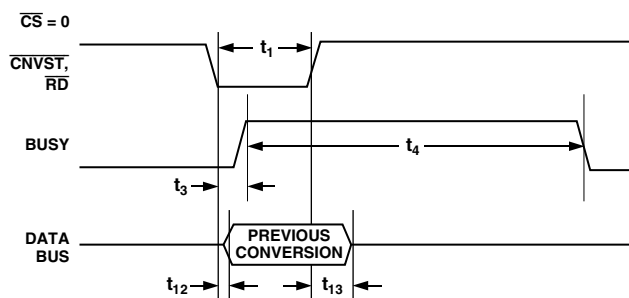 CS = 0
CNVST,
RD
t1
BUSY
t4
t3
DATA
BUS
PREVIOUS
CONVERSION
t12
t13